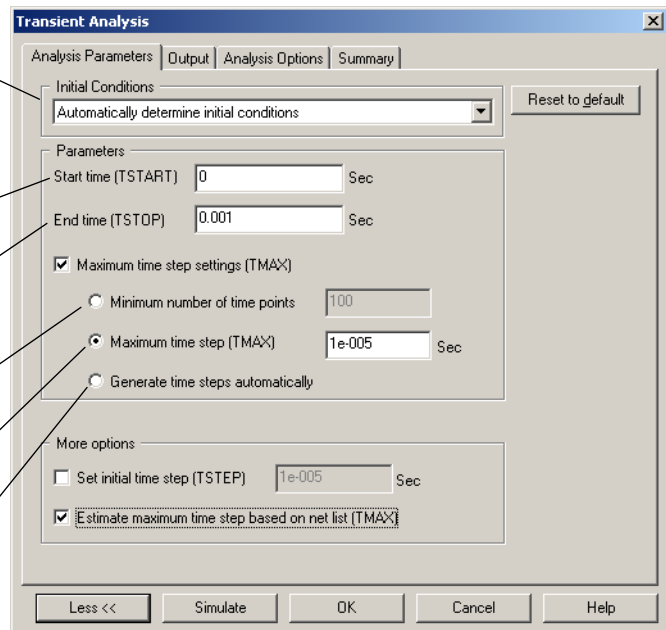 Transient Analysis
Analysis Parameters Output Analysis Options Summary
Initial Conditions
Automatically determine initial conditions
Reset to default
Parameters
Start time (TSTART) 0 Sec
End time (TSTOP) 0.001 Sec
Maximum time step settings (TMAX)
Minimum number of time points 100
Maximum time step (TMAX) 1e-005 Sec
Generate time steps automatically
More options
Set initial time step (TSTEP) 1e-005 Sec
Estimate maximum time step based on net list (TMAX)
Less << Simulate OK Cancel Help